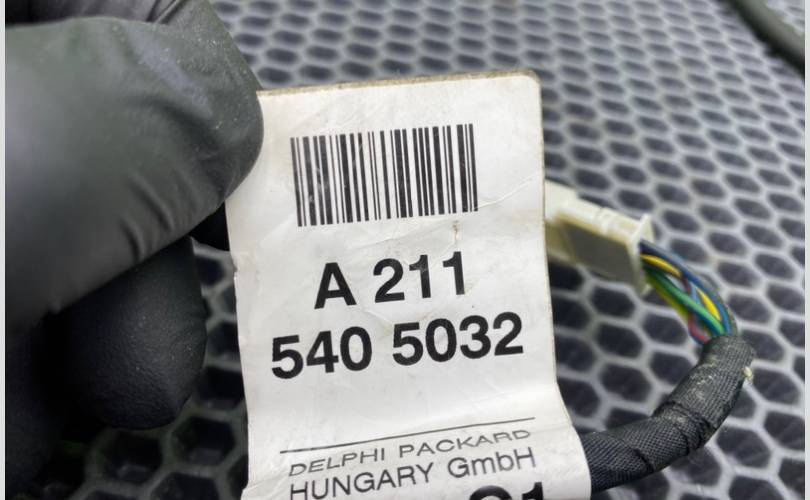 A 211
540 5032
DELPHI PACKARD
HUNGARY GmbH